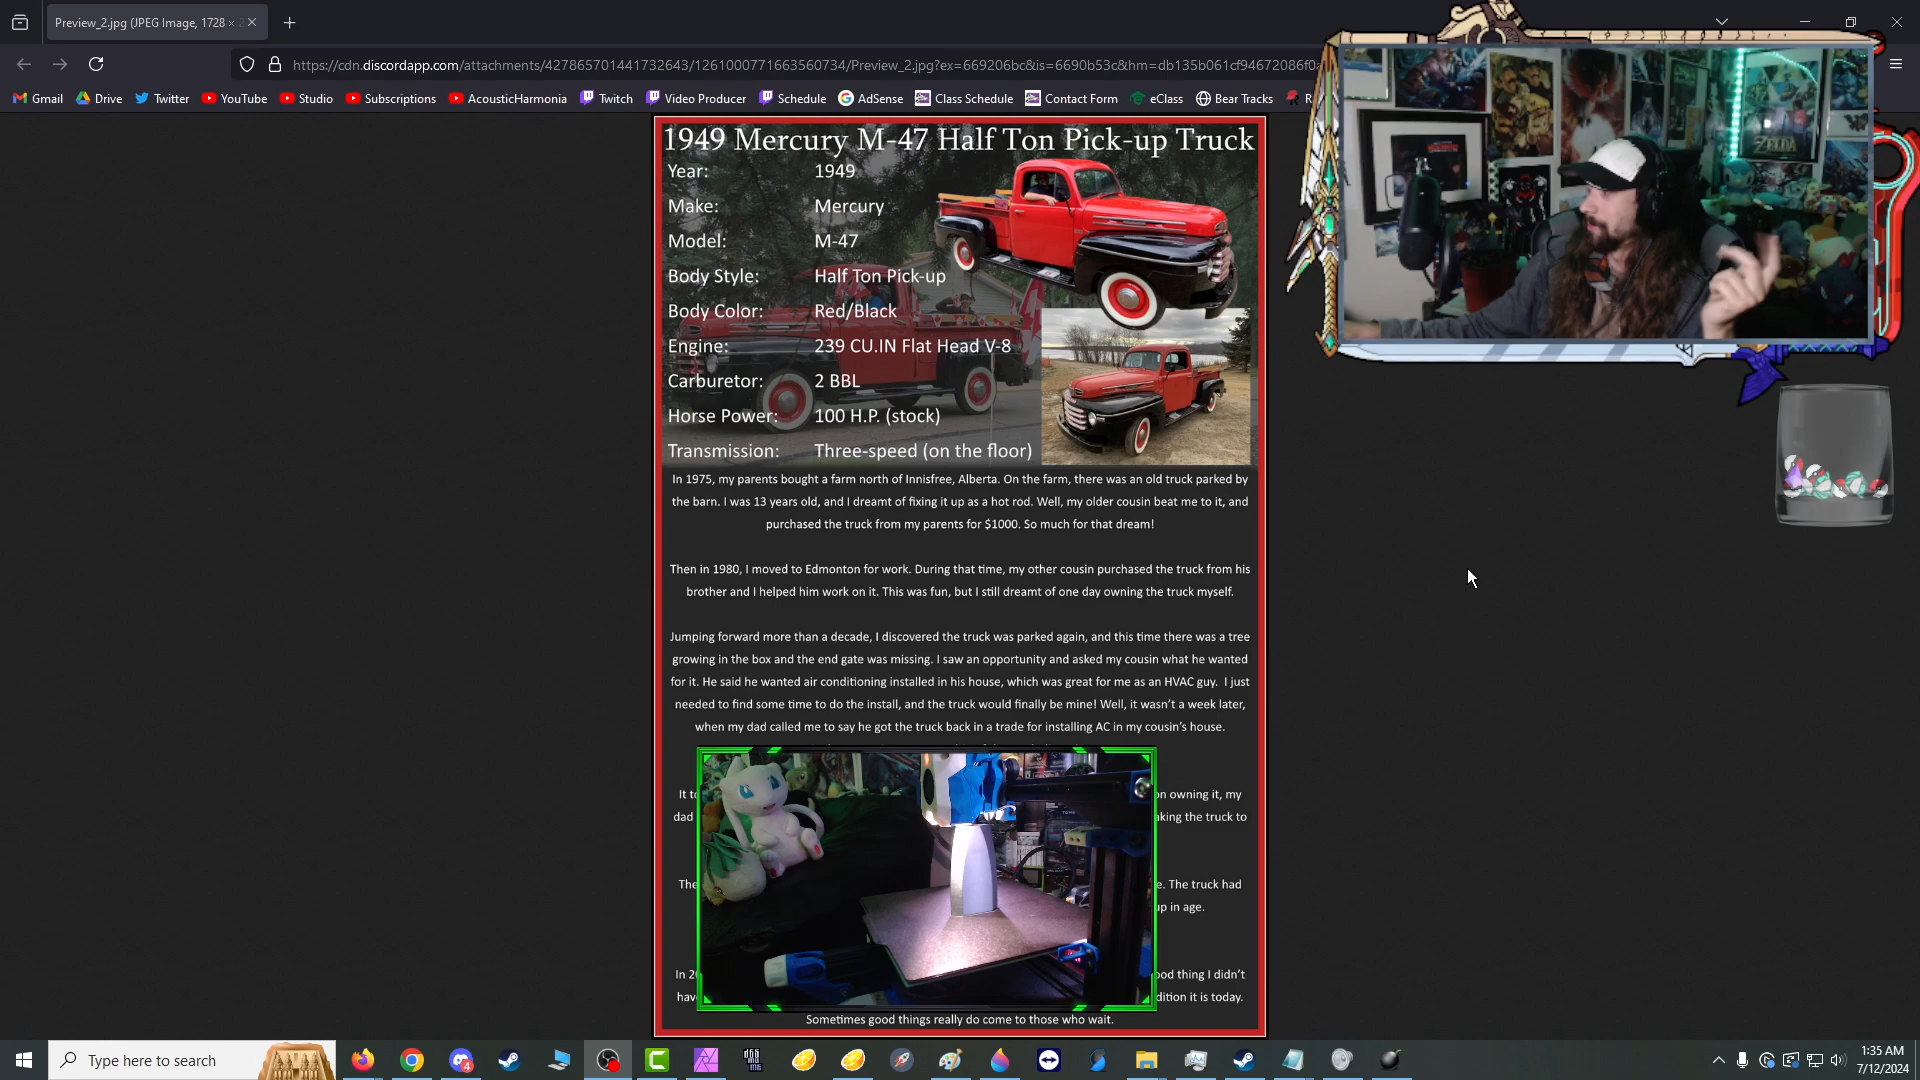 Preview_2.jpg (JPEG Image, 1728 ×
https://cdn.discordapp.com/attachments/427865701441732643/1261000771663560734/Preview_2.jpg?ex=669206bc&is=6690b53c&hm=db135b061cf94672086f0a
Gmail Drive Twitter YouTube Studio Subscriptions AcousticHarmonia Twitch Video Producer Schedule AdSense Class Schedule Contact Form eClass Bear Tracks R
ZELDA
1949 Mercury M-47 Half Ton Pick-up Truck
Year: 1949
Make: Mercury
Model: M-47
Body Style: Half Ton Pick-up
Body Color: Red/Black
Engine: 239 CU.IN Flat Head V-8
Carburetor: 2 BBL
Horse Power: 100 H.P. (stock)
Transmission: Three-speed (on the floor)
In 1975, my parents bought a farm north of Innisfree, Alberta. On the farm, there was an old truck parked by
the barn. I was 13 years old, and I dreamt of fixing it up as a hot rod. Well, my older cousin beat me to it, and
purchased the truck from my parents for $1000. So much for that dream!
Then in 1980, I moved to Edmonton for work. During that time, my other cousin purchased the truck from his
brother and I helped him work on it. This was fun, but I still dreamt of one day owning the truck myself.
Jumping forward more than a decade, I discovered the truck was parked again, and this time there was a tree
growing in the box and the end gate was missing. I saw an opportunity and asked my cousin what he wanted
for it. He said he wanted air conditioning installed in his house, which was great for me as an HVAC guy. I just
needed to find some time to do the install, and the truck would finally be mine! Well, it wasn't a week later,
when my dad called me to say he got the truck back in a trade for installing AC in my cousin's house.
It to n owning it, my
dad aking the truck to
The e. The truck had
up in age.
In 20 ood thing I didn't
hav dition it is today.
Sometimes good things really do come to those who wait.
Type here to search
4
1:35 AM
7/12/2024